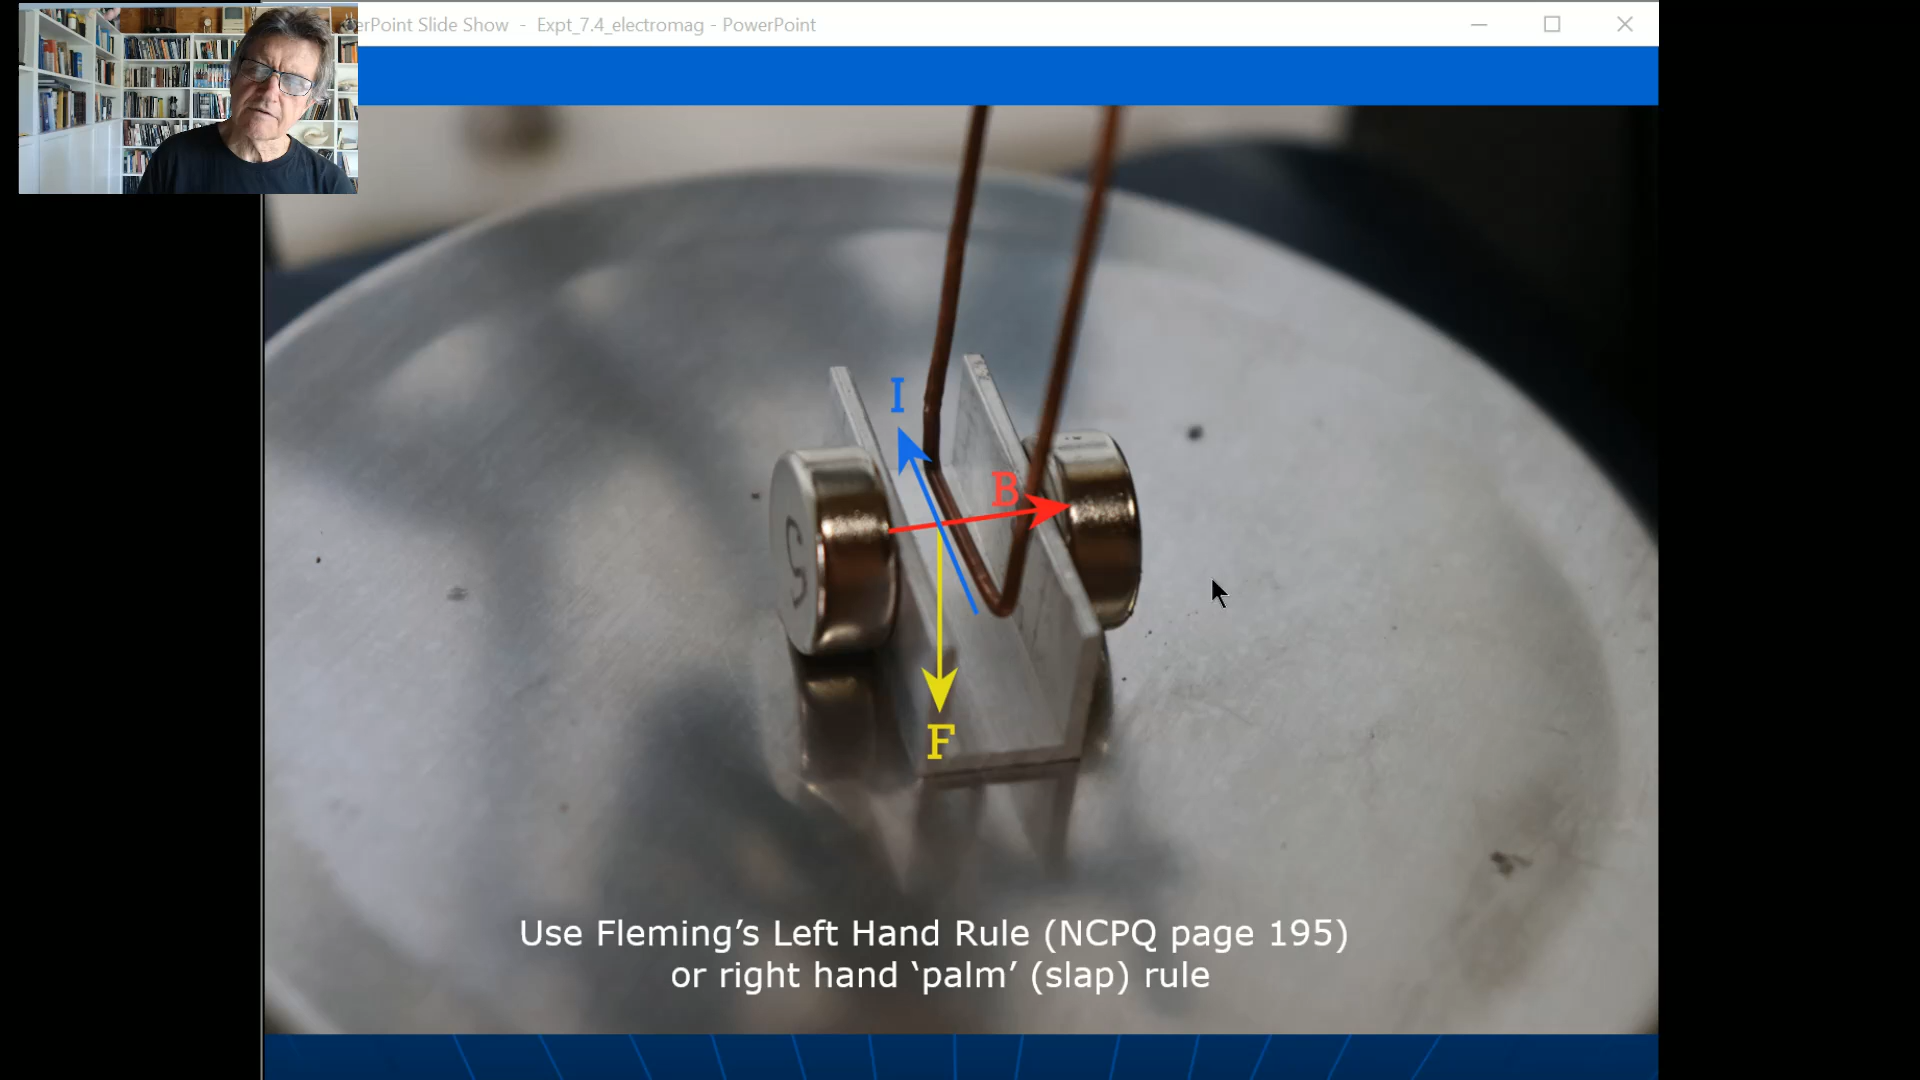 erPoint Slide Show - Expt_7.4_electromag - PowerPoint
I
B
S
F
Use Fleming’s Left Hand Rule (NCPQ page 195)
or right hand ‘palm’ (slap) rule